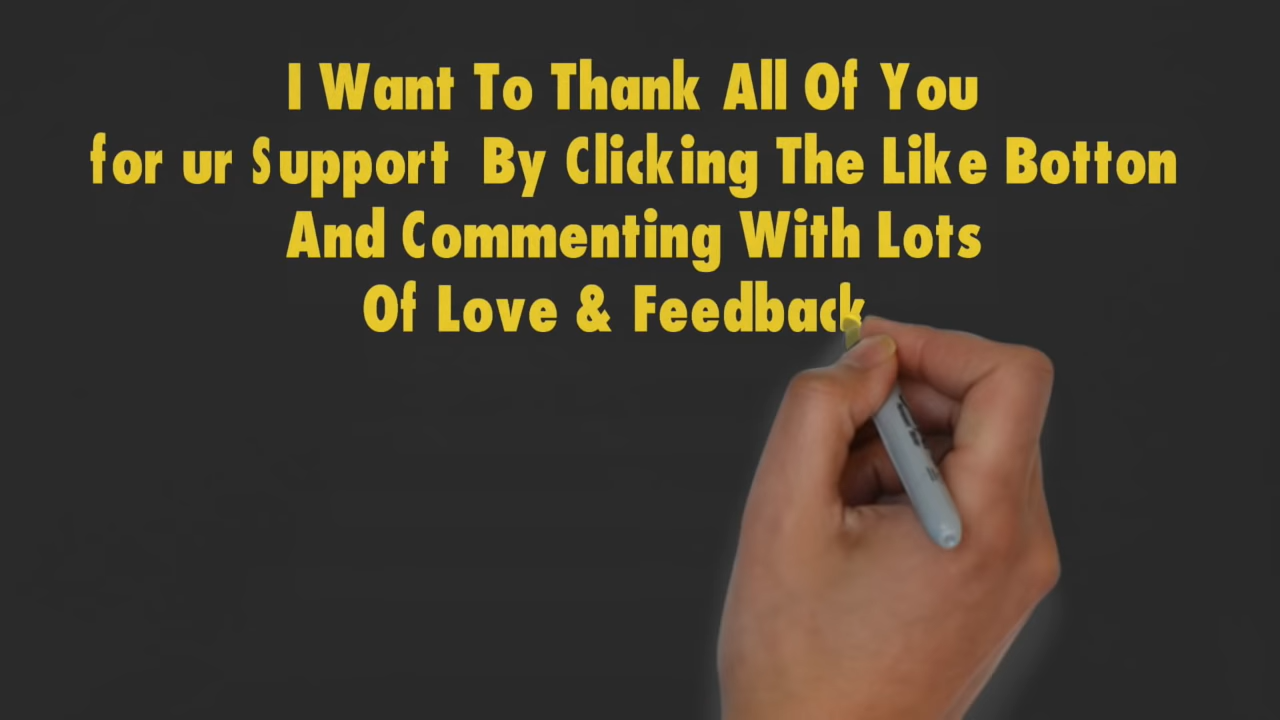 I Want To Thank All Of You
for ur Support By Clicking The Like Botton
And Commenting With Lots
Of Love & Feedback